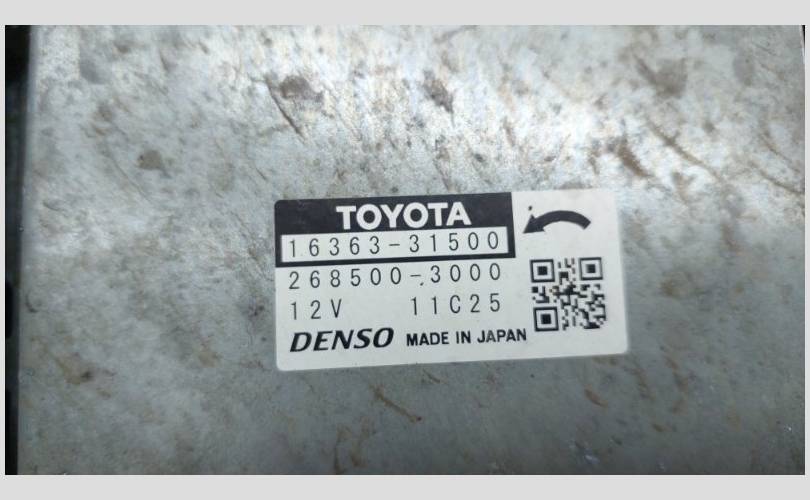 TOYOTA
16363-31500
268500-3000
12V 11C25
DENSO MADE IN JAPAN